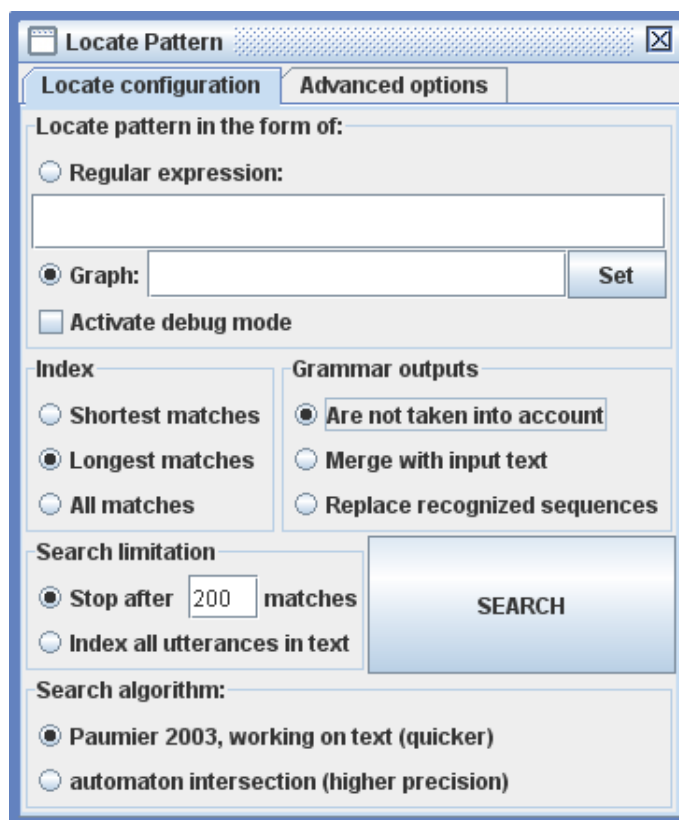 Locate Pattern
Locate configuration
Advanced options
Locate pattern in the form of:
Regular expression:
Graph:
Set
Activate debug mode
Index
Shortest matches
Longest matches
All matches
Grammar outputs
Are not taken into account
Merge with input text
Replace recognized sequences
Search limitation
Stop after 200 matches
Index all utterances in text
SEARCH
Search algorithm:
Paumier 2003, working on text (quicker)
automaton intersection (higher precision)